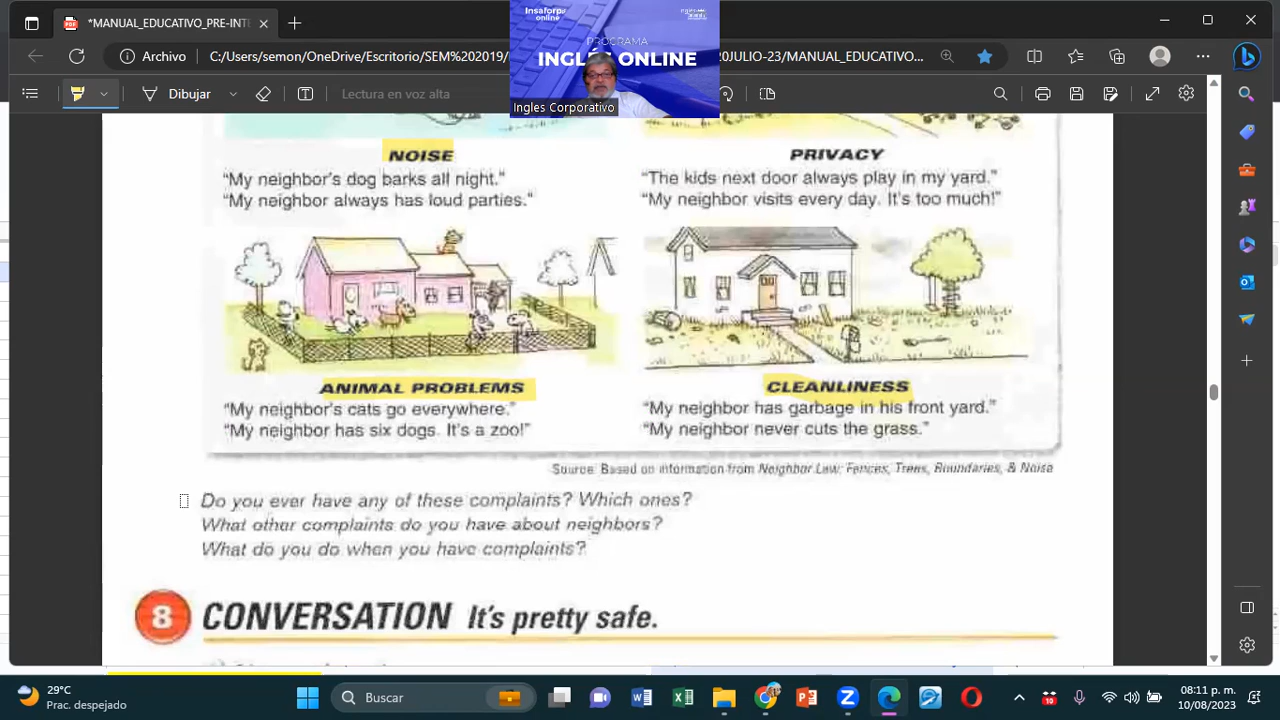 *MANUAL_EDUCATIVO_PRE-INT
Insaforp
online
Archivo
C:/Users/semon/OneDrive/Escritorio/SEM%202019/
20JULIO-23/MANUAL_EDUCATIVO...
PROGRAMA
INGLÉS ONLINE
Ingles Corporativo
Dibujar
Lectura en voz alta
NOISE
"My neighbor's dog barks all night."
"My neighbor always has loud parties."
PRIVACY
"The kids next door always play in my yard."
"My neighbor visits every day. It's too much!"
ANIMAL PROBLEMS
"My neighbor's cats go everywhere."
"My neighbor has six dogs. It's a zoo!"
CLEANLINESS
"My neighbor has garbage in his front yard."
"My neighbor never cuts the grass."
Source: Based on information from Neighbor Law: Fences, Trees, Boundaries, & Noise
Do you ever have any of these complaints? Which ones?
What other complaints do you have about neighbors?
What do you do when you have complaints?
8 CONVERSATION It's pretty safe.
29°C
Prac. despejado
Buscar
10
08:11 p. m.
10/08/2023